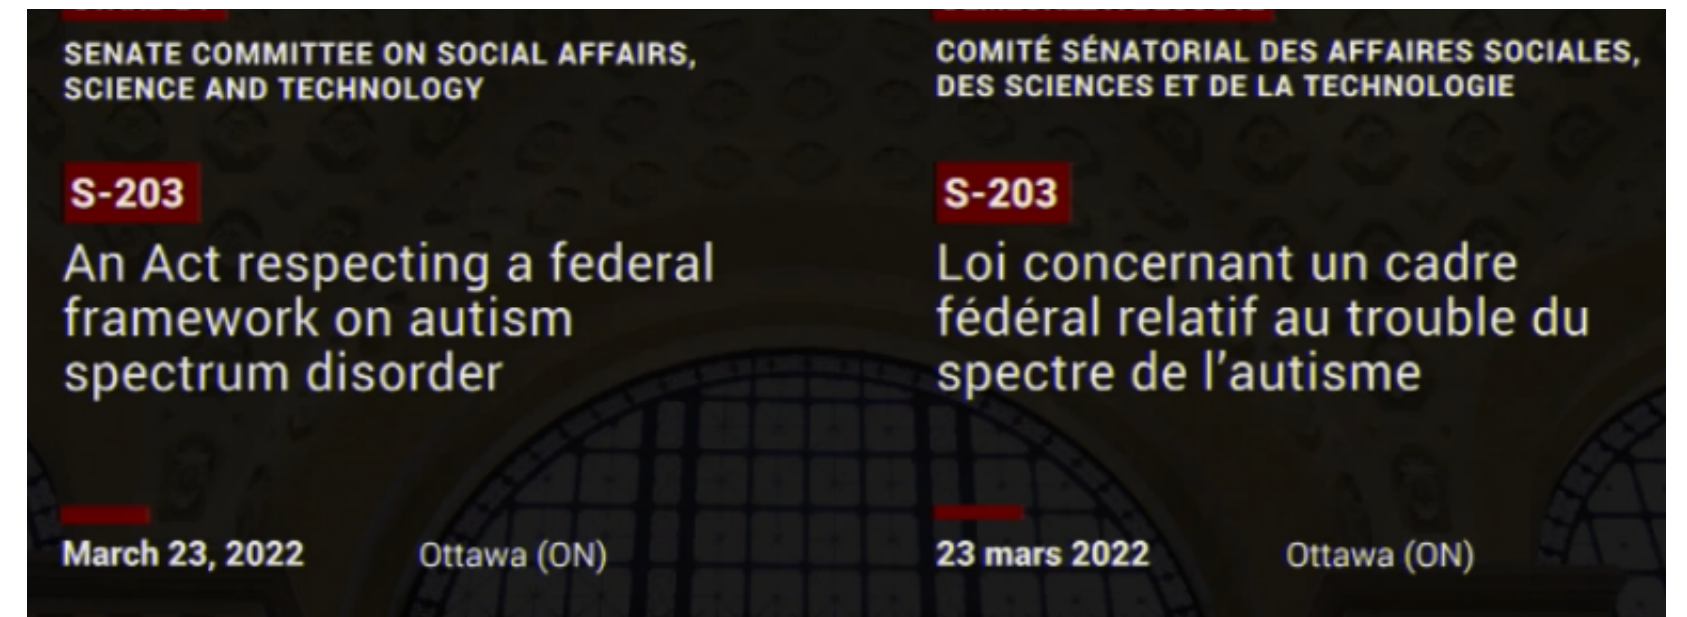 SENATE COMMITTEE ON SOCIAL AFFAIRS,
SCIENCE AND TECHNOLOGY
S-203
An Act respecting a federal
framework on autism
spectrum disorder
March 23, 2022
Ottawa (ON)
COMITÉ SÉNATORIAL DES AFFAIRES SOCIALES,
DES SCIENCES ET DE LA TECHNOLOGIE
S-203
Loi concernant un cadre
fédéral relatif au trouble du
spectre de l'autisme
23 mars 2022
Ottawa (ON)